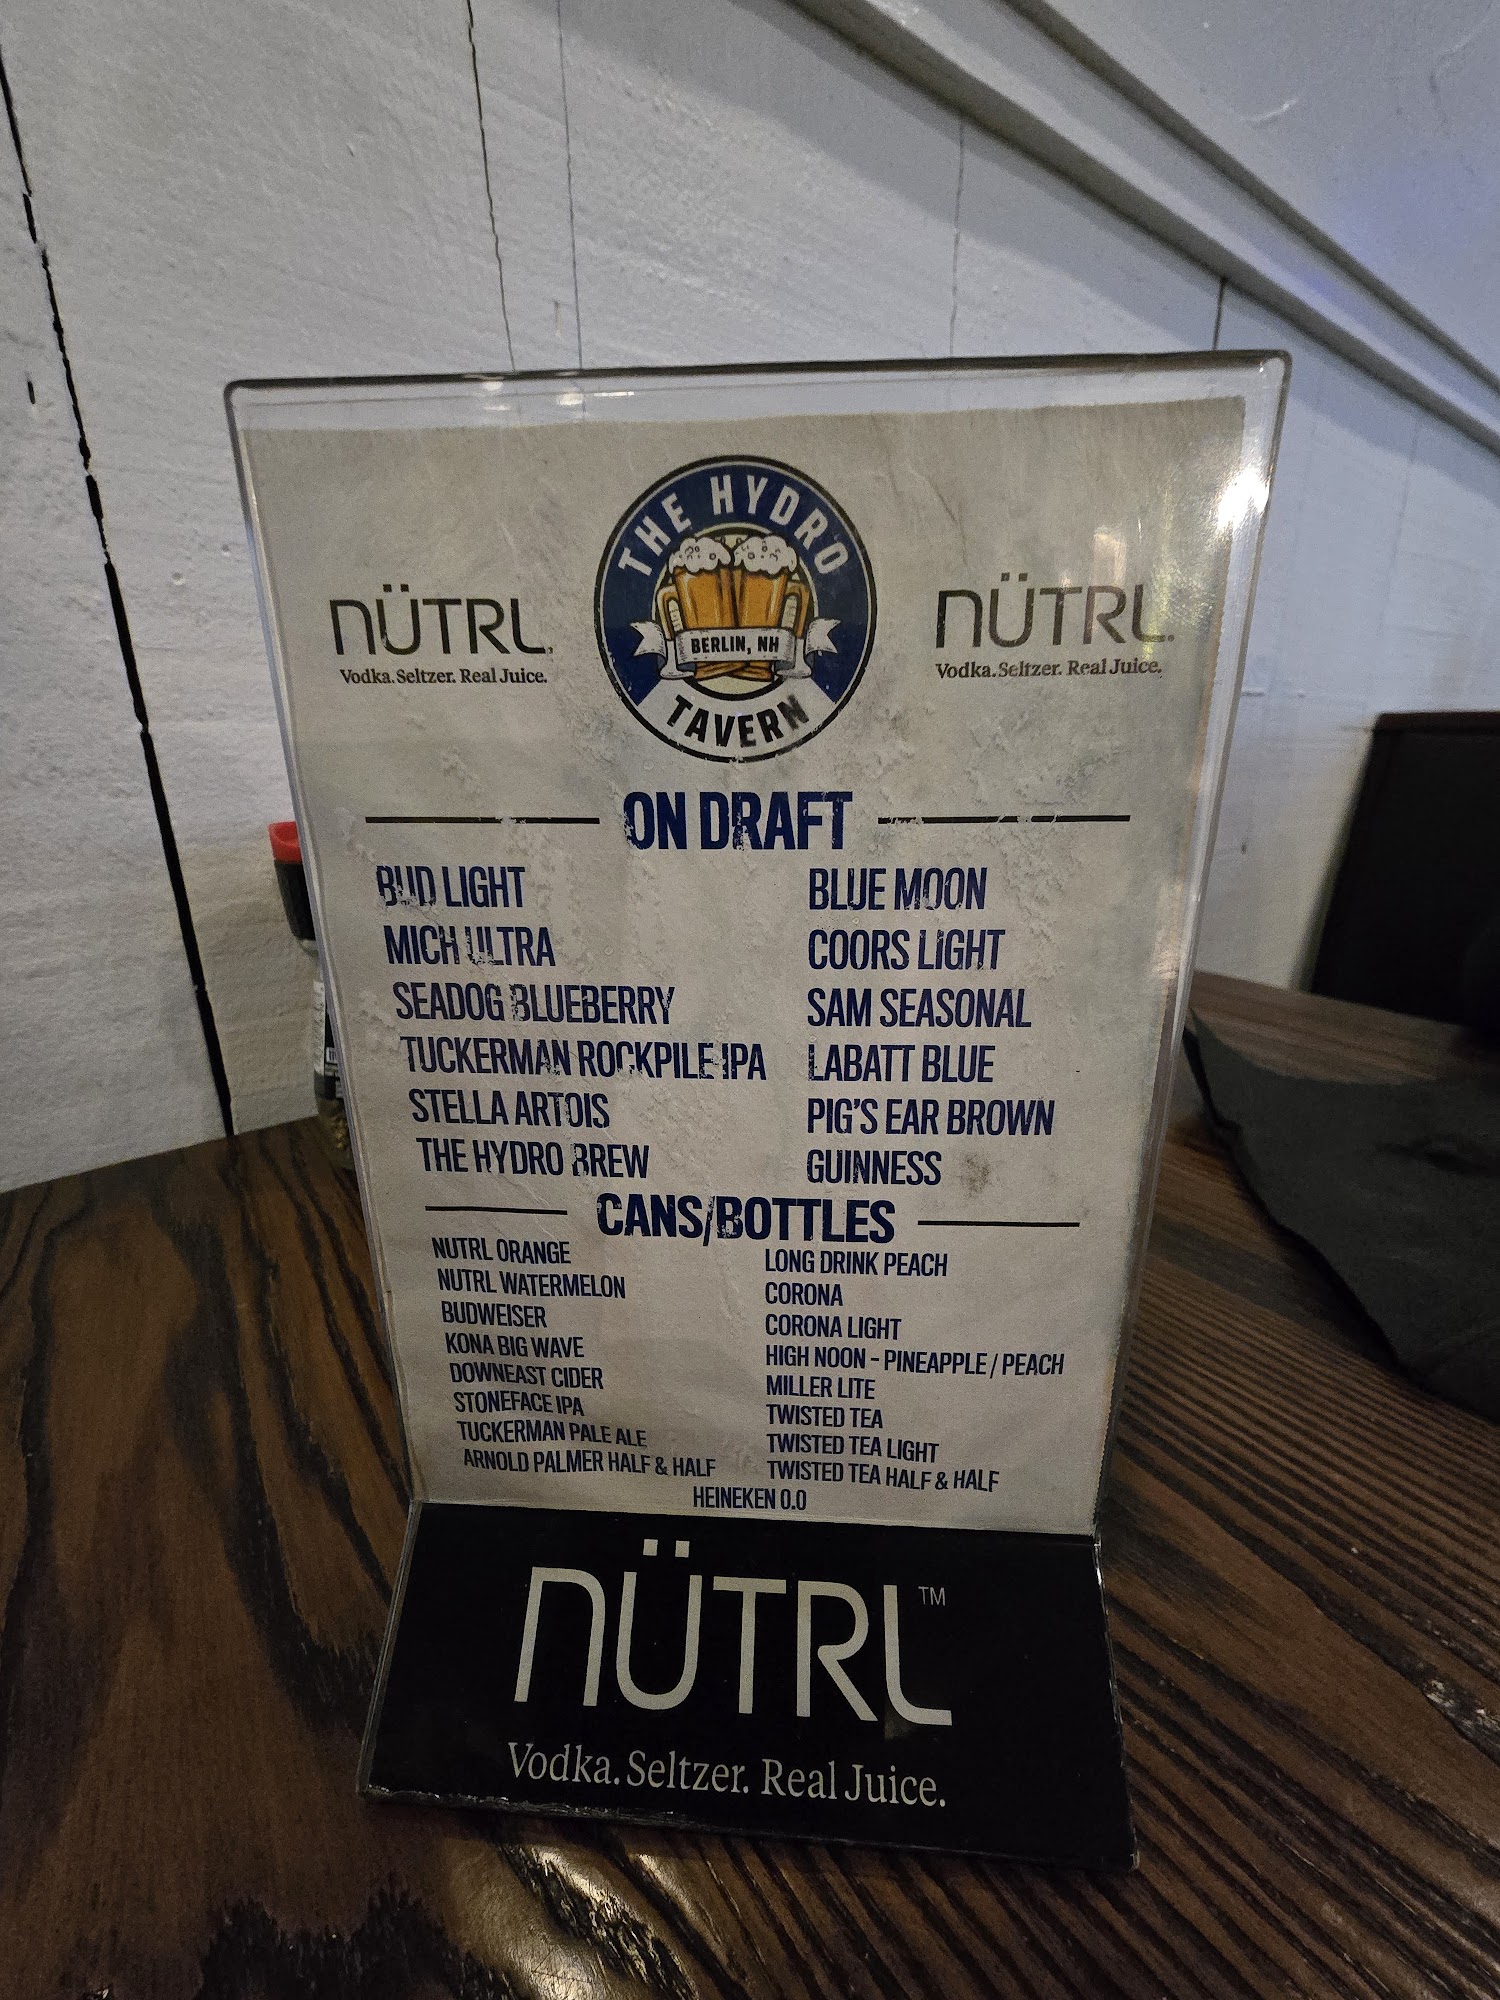 THE HYDRO
BERLIN, NH
TAVERN
NÜTRL
Vodka. Seltzer. Real Juice.
NÜTRL
Vodka. Seltzer. Real Juice.
ON DRAFT
BUD LIGHT
MICH ULTRA
SEADOG BLUEBERRY
TUCKERMAN ROCKPILE IPA
STELLA ARTOIS
THE HYDRO BREW
BLUE MOON
COORS LIGHT
SAM SEASONAL
LABATT BLUE
PIG'S EAR BROWN
GUINNESS
CANS/BOTTLES
NUTRL ORANGE
NUTRL WATERMELON
BUDWEISER
KONA BIG WAVE
DOWNEAST CIDER
STONEFACE IPA
TUCKERMAN PALE ALE
ARNOLD PALMER HALF & HALF
LONG DRINK PEACH
CORONA
CORONA LIGHT
HIGH NOON - PINEAPPLE / PEACH
MILLER LITE
TWISTED TEA
TWISTED TEA LIGHT
TWISTED TEA HALF & HALF
HEINEKEN 0.0
NÜTRL™
Vodka. Seltzer. Real Juice.